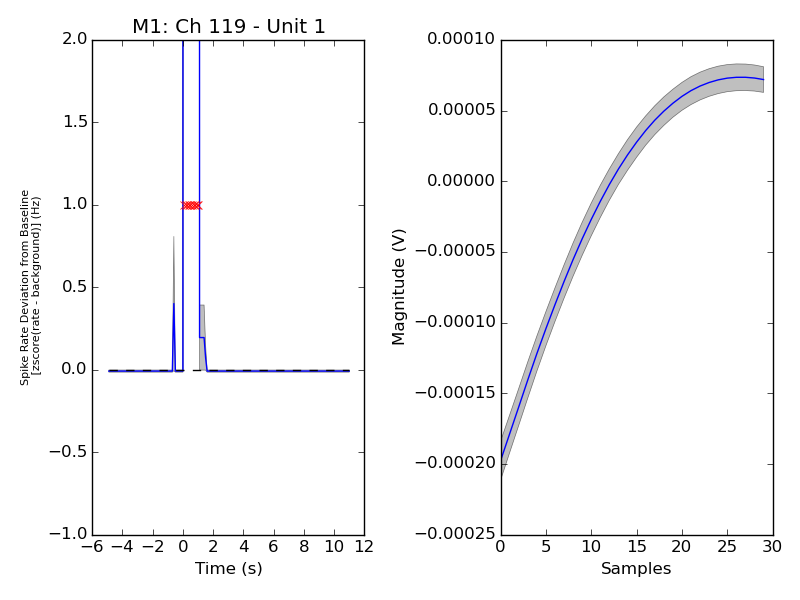 M1: Ch 119 - Unit 1
2.0
1.5
1.0
0.5
0.0
−0.5
−1.0
−6 −4 −2 0 2 4 6 8 10 12
Time (s)
Spike Rate Deviation from Baseline
[zscore(rate - background)] (Hz)
0.00010
0.00005
0.00000
−0.00005
−0.00010
−0.00015
−0.00020
−0.00025
0 5 10 15 20 25 30
Samples
Magnitude (V)